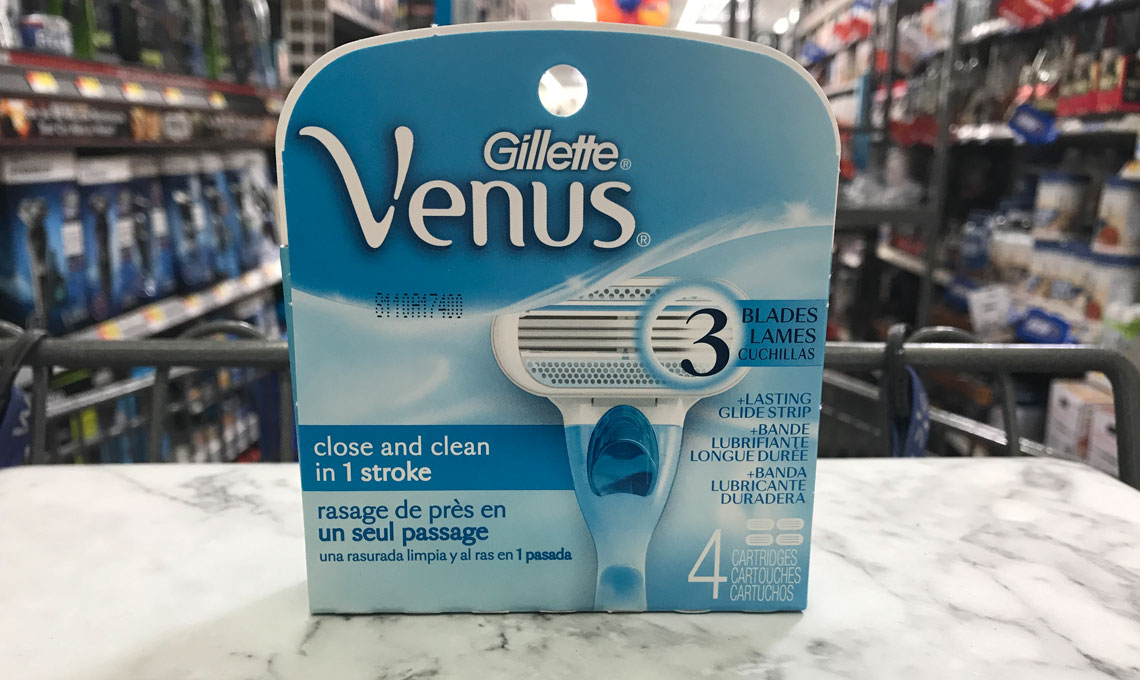 Gillette®
Venus®
3
BLADES
LAMES
CUCHILLAS
+LASTING
GLIDE STRIP
+BANDE
LUBRIFIANTE
LONGUE DURÉE
+BANDA
LUBRICANTE
DURADERA
close and clean
in 1 stroke
rasage de près en
un seul passage
una rasurada limpia y al ras en 1 pasada
4
CARTRIDGES
CARTOUCHES
CARTUCHOS